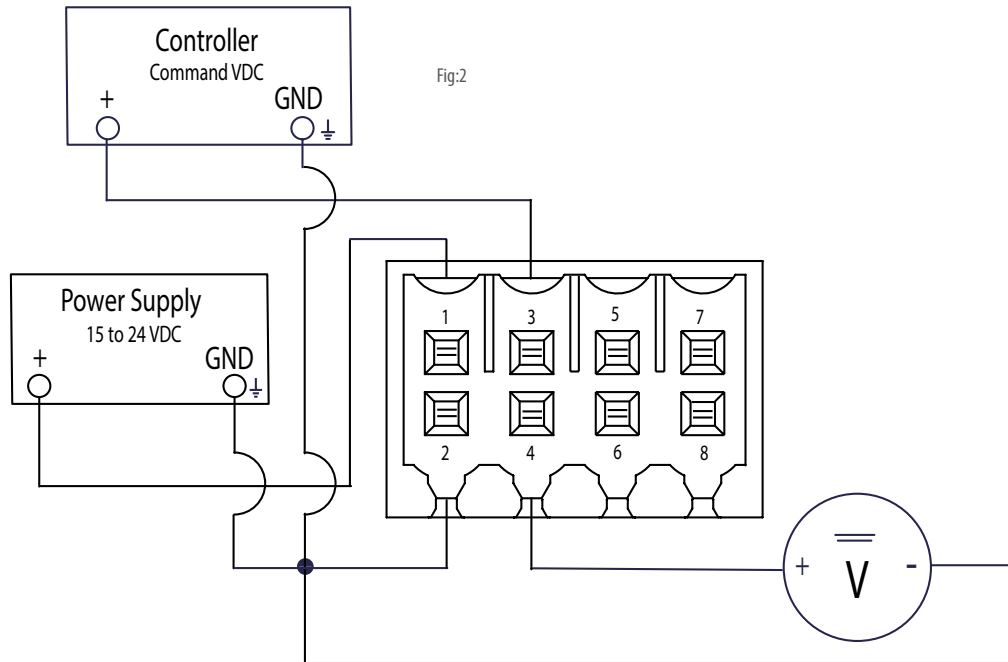 Controller
Command VDC
+
GND
Fig:2
Power Supply
15 to 24 VDC
+
GND
1 3 5 7
2 4 6 8
+ V -